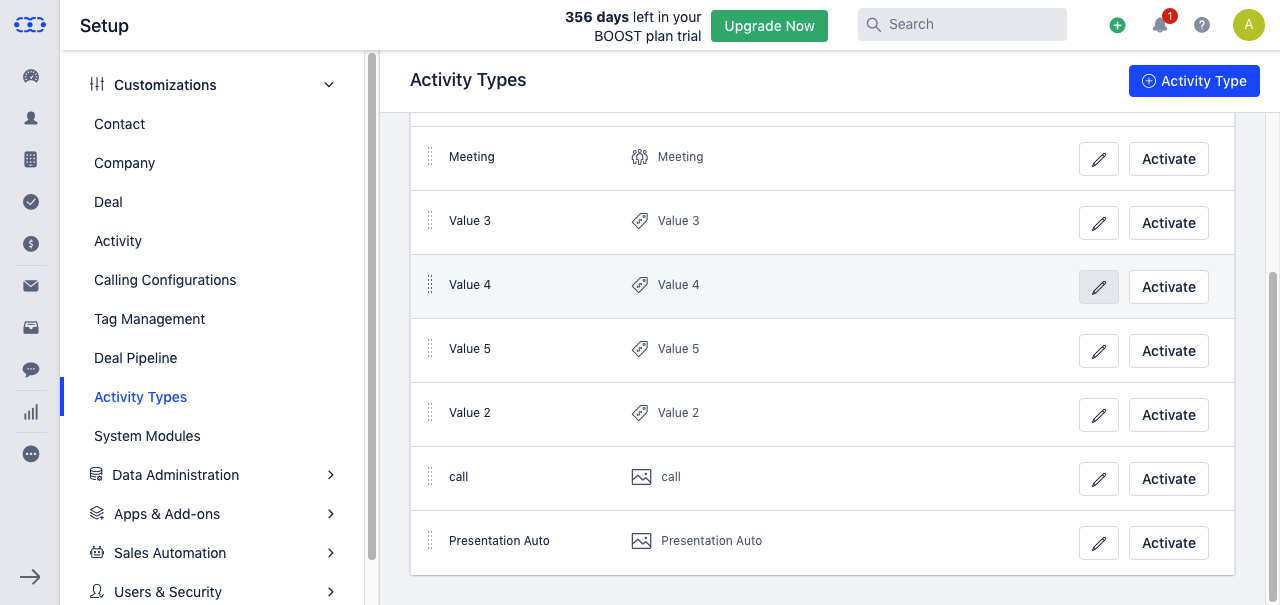 Setup
356 days left in your
BOOST plan trial
Upgrade Now
Search
1
A
Customizations
Contact
Company
Deal
Activity
Calling Configurations
Tag Management
Deal Pipeline
Activity Types
System Modules
Data Administration
Apps & Add-ons
Sales Automation
Users & Security
Activity Types
Activity Type
Meeting
Meeting
Activate
Value 3
Value 3
Activate
Value 4
Value 4
Activate
Value 5
Value 5
Activate
Value 2
Value 2
Activate
call
call
Activate
Presentation Auto
Presentation Auto
Activate